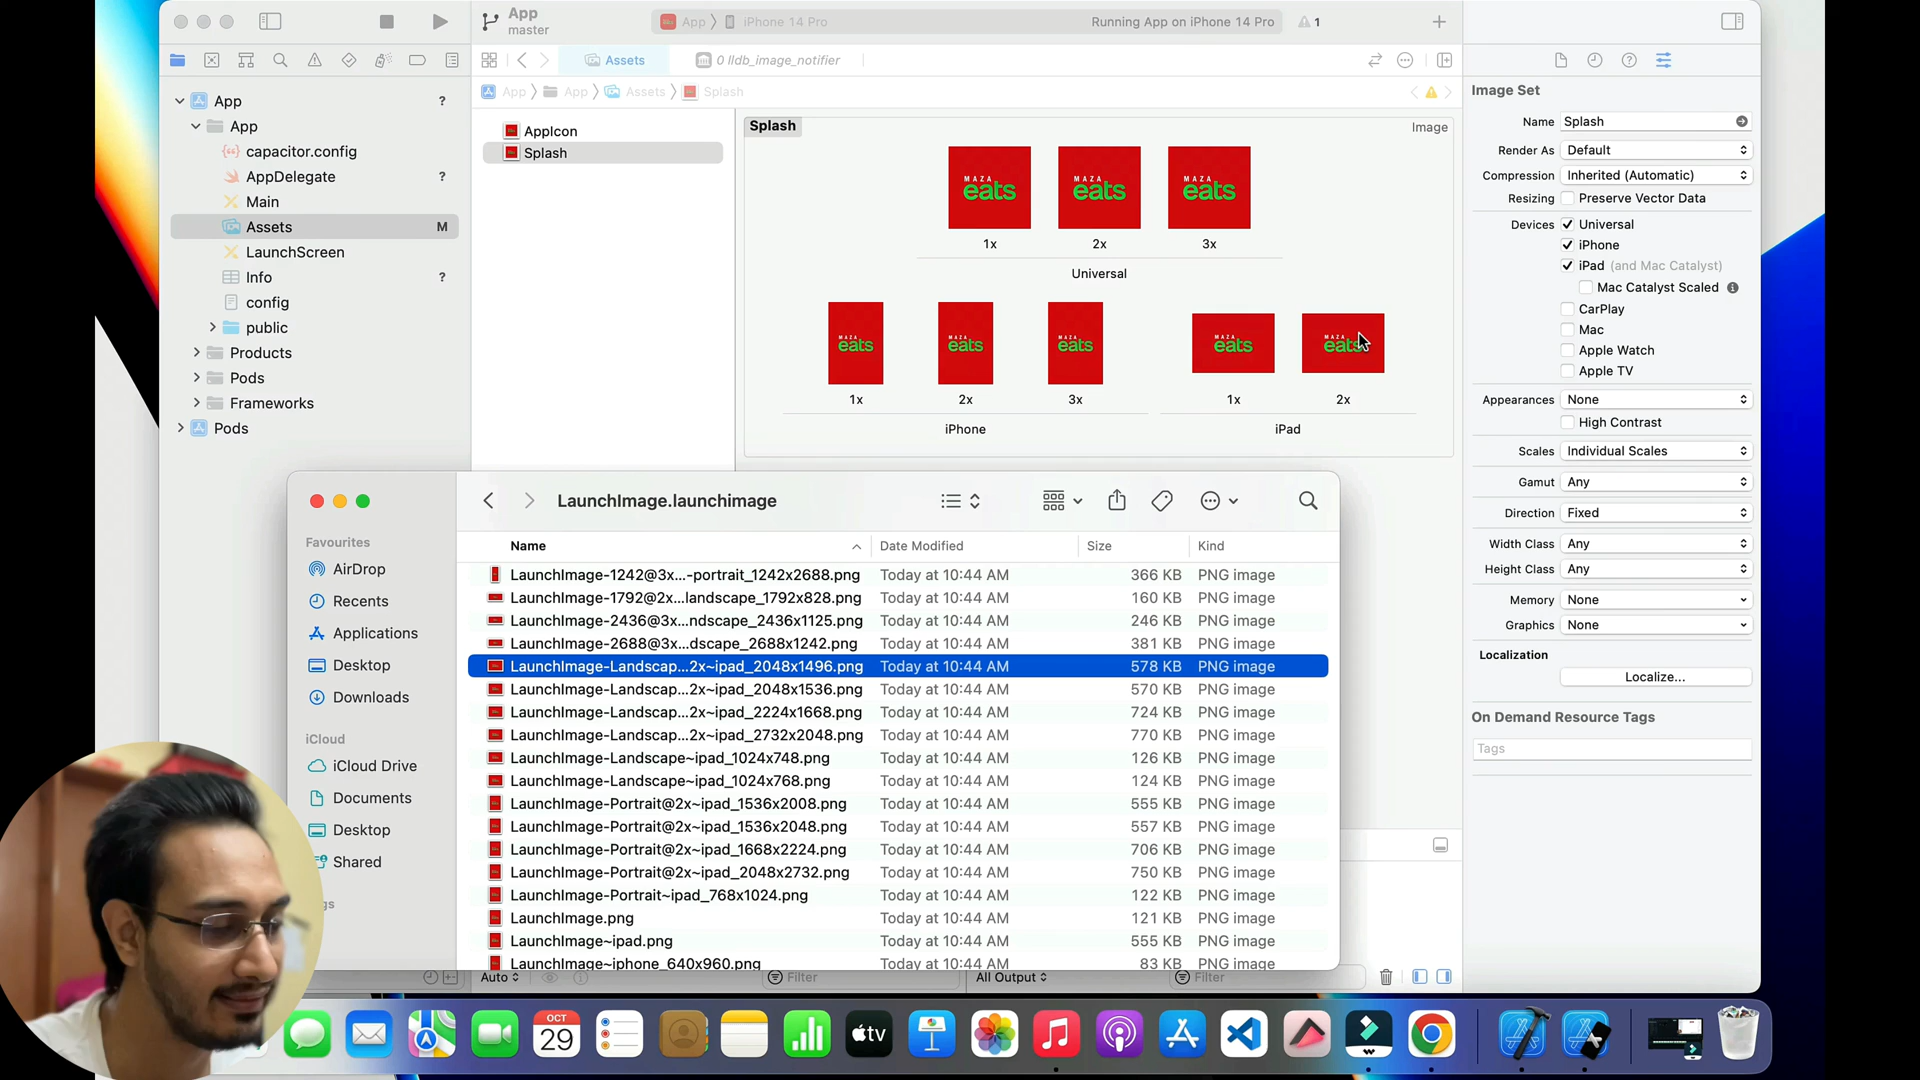 App
master
App
iPhone 14 Pro
Running App on iPhone 14 Pro
1
Assets
0 lldb_image_notifier
App
App
Assets
Splash
App ?
App
capacitor.config
AppDelegate ?
Main
Assets M
LaunchScreen
Info ?
config
public
Products
Pods
Frameworks
Pods
AppIcon
Splash
Splash
Image
MAZA
eats
MAZA
eats
MAZA
eats
1x 2x 3x
Universal
MAZA
eats
MAZA
eats
MAZA
eats
MAZA
eats
MAZA
eats
1x 2x 3x
iPhone
1x 2x
iPad
Image Set
Name Splash
Render As Default
Compression Inherited (Automatic)
Resizing Preserve Vector Data
Devices Universal
iPhone
iPad (and Mac Catalyst)
Mac Catalyst Scaled
CarPlay
Mac
Apple Watch
Apple TV
Appearances None
High Contrast
Scales Individual Scales
Gamut Any
Direction Fixed
Width Class Any
Height Class Any
Memory None
Graphics None
Localization
Localize...
On Demand Resource Tags
Tags
LaunchImage.launchimage
Favourites
AirDrop
Recents
Applications
Desktop
Downloads
iCloud
iCloud Drive
Documents
Desktop
Shared
gs
Name Date Modified Size Kind
LaunchImage-1242@3x...-portrait_1242x2688.png Today at 10:44 AM 366 KB PNG image
LaunchImage-1792@2x...landscape_1792x828.png Today at 10:44 AM 160 KB PNG image
LaunchImage-2436@3x...ndscape_2436x1125.png Today at 10:44 AM 246 KB PNG image
LaunchImage-2688@3x...dscape_2688x1242.png Today at 10:44 AM 381 KB PNG image
LaunchImage-Landscap...2x~ipad_2048x1496.png Today at 10:44 AM 578 KB PNG image
LaunchImage-Landscap...2x~ipad_2048x1536.png Today at 10:44 AM 570 KB PNG image
LaunchImage-Landscap...2x~ipad_2224x1668.png Today at 10:44 AM 724 KB PNG image
LaunchImage-Landscap...2x~ipad_2732x2048.png Today at 10:44 AM 770 KB PNG image
LaunchImage-Landscape~ipad_1024x748.png Today at 10:44 AM 126 KB PNG image
LaunchImage-Landscape~ipad_1024x768.png Today at 10:44 AM 124 KB PNG image
LaunchImage-Portrait@2x~ipad_1536x2008.png Today at 10:44 AM 555 KB PNG image
LaunchImage-Portrait@2x~ipad_1536x2048.png Today at 10:44 AM 557 KB PNG image
LaunchImage-Portrait@2x~ipad_1668x2224.png Today at 10:44 AM 706 KB PNG image
LaunchImage-Portrait@2x~ipad_2048x2732.png Today at 10:44 AM 750 KB PNG image
LaunchImage-Portrait~ipad_768x1024.png Today at 10:44 AM 122 KB PNG image
LaunchImage.png Today at 10:44 AM 121 KB PNG image
LaunchImage~ipad.png Today at 10:44 AM 555 KB PNG image
LaunchImage~iphone_640x960.png Today at 10:44 AM 83 KB PNG image
Auto
Filter
All Output
Filter
OCT
29
tv